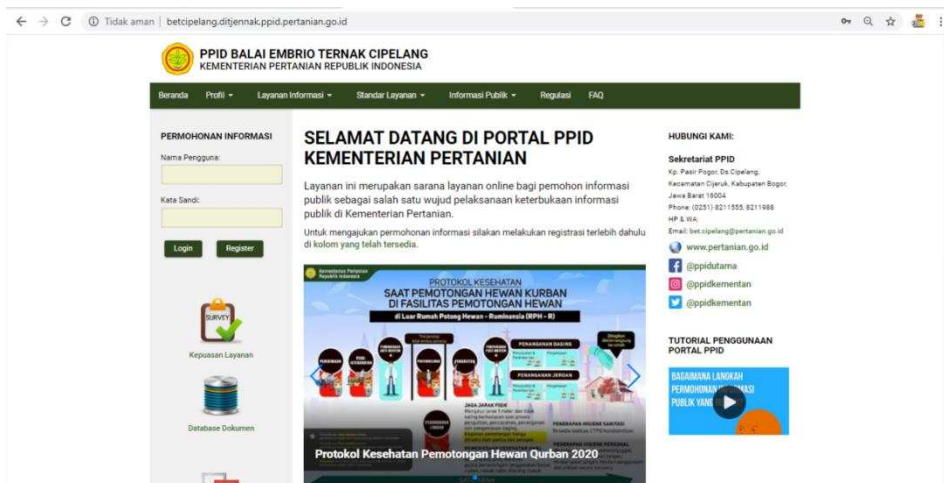 Tidak aman | betcipelang.ditjennak.ppid.pertanian.go.id
PPID BALAI EMBRIO TERNAK CIPELANG
KEMENTERIAN PERTANIAN REPUBLIK INDONESIA
Beranda Profil Layanan Informasi Standar Layanan Informasi Publik Regulasi FAQ
PERMOHONAN INFORMASI
Nama Pengguna:
Kata Sandi:
Login Register
SURVEY
Kepuasan Layanan
Database Dokumen
SELAMAT DATANG DI PORTAL PPID
KEMENTERIAN PERTANIAN
Layanan ini merupakan sarana layanan online bagi pemohon informasi
publik sebagai salah satu wujud pelaksanaan keterbukaan informasi
publik di Kementerian Pertanian.
Untuk mengajukan permohonan informasi silakan melakukan registrasi terlebih dahulu
di kolom yang telah tersedia.
Kementerian Pertanian
Republik Indonesia
PROTOKOL KESEHATAN
SAAT PEMOTONGAN HEWAN KURBAN
DI FASILITAS PEMOTONGAN HEWAN
di Luar Rumah Potong Hewan - Ruminansia (RPH - R)
PENANGANAN DAGING
PENANGANAN JEROAN
JAGA JARAK FISIK
PENERAPAN HIGIENE SANITASI
PENERAPAN HIGIENE PERSONAL
Protokol Kesehatan Pemotongan Hewan Qurban 2020
HUBUNGI KAMI:
Sekretariat PPID
Kp. Pasir Pogor, Ds.Cipelang,
Kecamatan Cijeruk, Kabupaten Bogor,
Jawa Barat 16004
Phone: (0251) 8211555, 8211988
HP & WA:
Email: bet.cipelang@pertanian.go.id
www.pertanian.go.id
@ppidutama
@ppidkementan
@ppidkementan
TUTORIAL PENGGUNAAN
PORTAL PPID
BAGAIMANA LANGKAH
PERMOHONAN INFORMASI
PUBLIK YANG